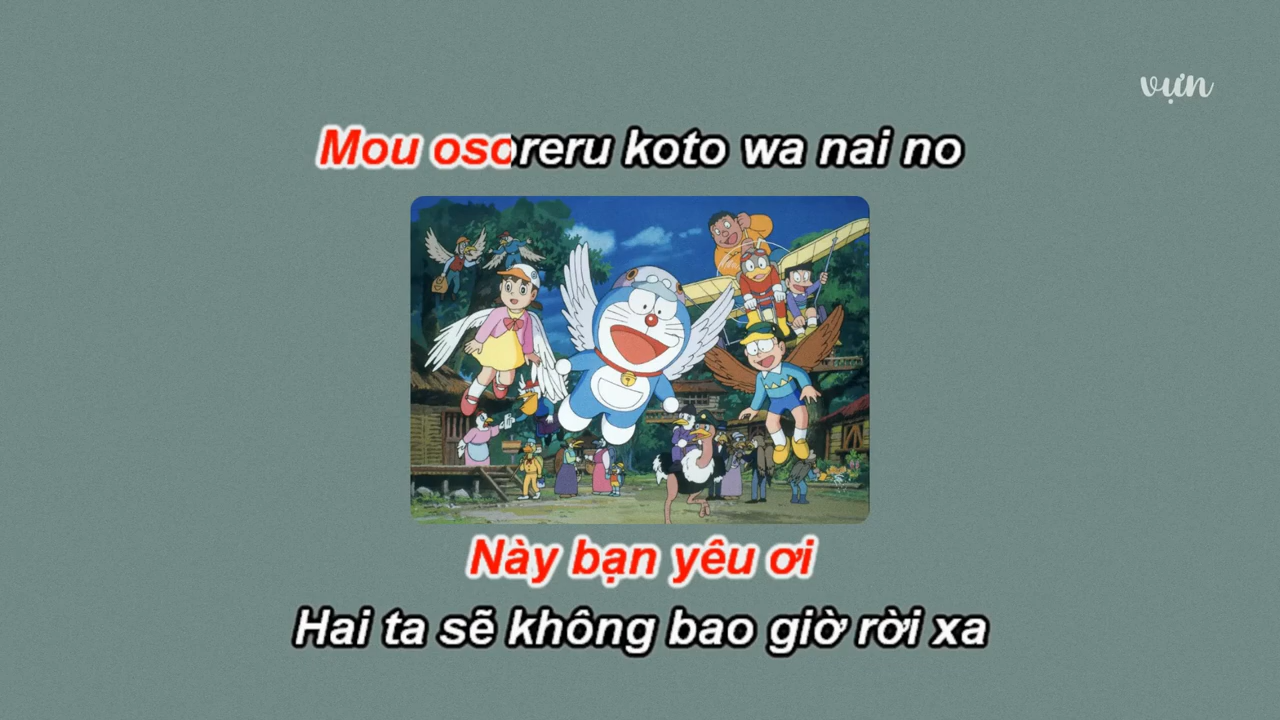 vựn
Mou osoreru koto wa nai no
Này bạn yêu ơi
Hai ta sẽ không bao giờ rời xa